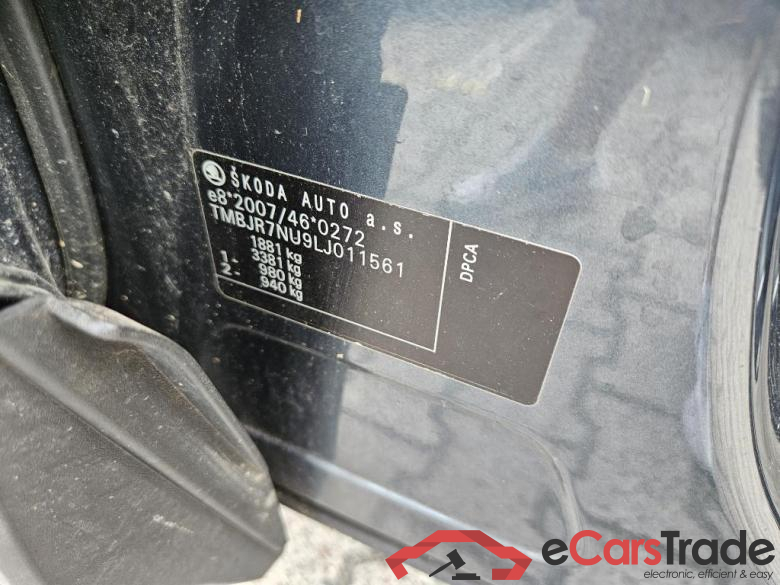 ŠKODA AUTO a.s.
e8*2007/46*0272
TMBJR7NU9LJ011561
1881 kg
3381 kg
1- 980 kg
2- 940 kg
DPCA
eCarsTrade
electronic, efficient & easy